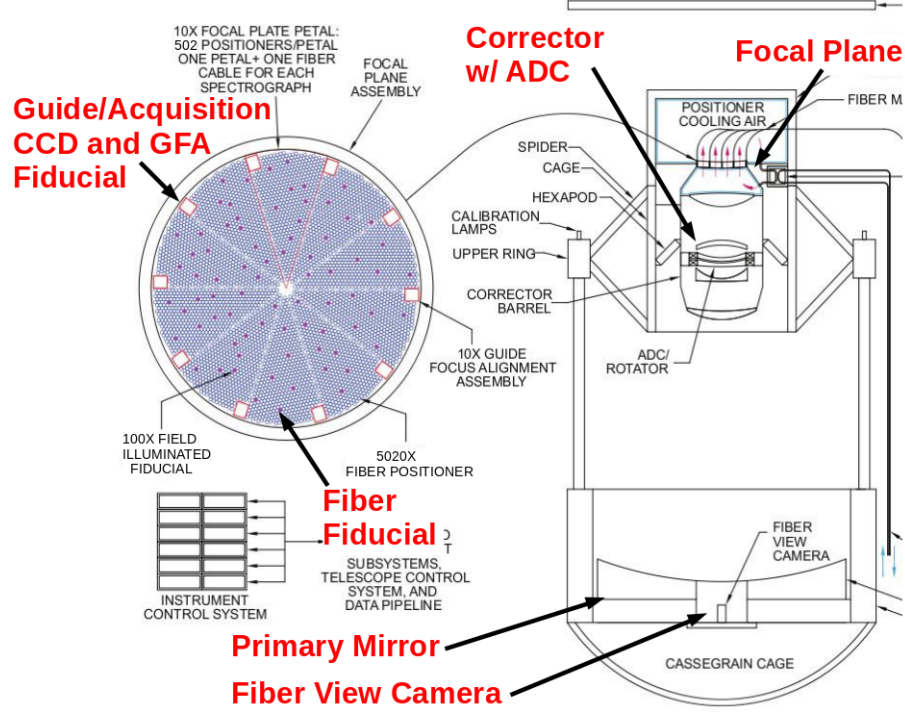 10X FOCAL PLATE PETAL:
502 POSITIONERS/PETAL
ONE PETAL+ ONE FIBER
CABLE FOR EACH
SPECTROGRAPH
FOCAL
PLANE
ASSEMBLY
Guide/Acquisition
CCD and GFA
Fiducial
Corrector
w/ ADC
Focal Plane
POSITIONER
COOLING AIR
FIBER MA
SPIDER
CAGE
HEXAPOD
CALIBRATION
LAMPS
UPPER RING
CORRECTOR
BARREL
ADC/
ROTATOR
10X GUIDE
FOCUS ALIGNMENT
ASSEMBLY
100X FIELD
ILLUMINATED
FIDUCIAL
5020X
FIBER POSITIONER
Fiber
Fiducial
SUBSYSTEMS,
TELESCOPE CONTROL
SYSTEM, AND
DATA PIPELINE
INSTRUMENT
CONTROL SYSTEM
FIBER
VIEW
CAMERA
Primary Mirror
Fiber View Camera
CASSEGRAIN CAGE